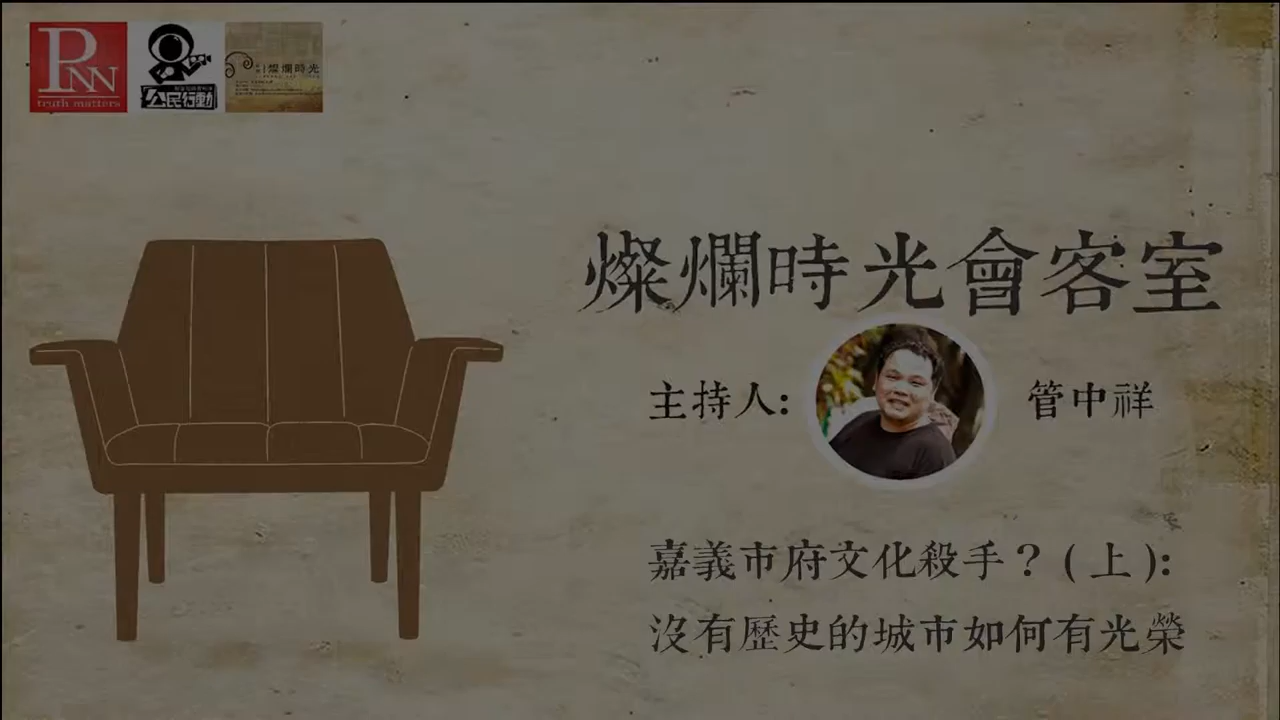 PNN
truth matters
公民行動
燦爛時光
燦爛時光會客室
主持人: 管中祥
嘉義市府文化殺手?(上):
沒有歷史的城市如何有光榮